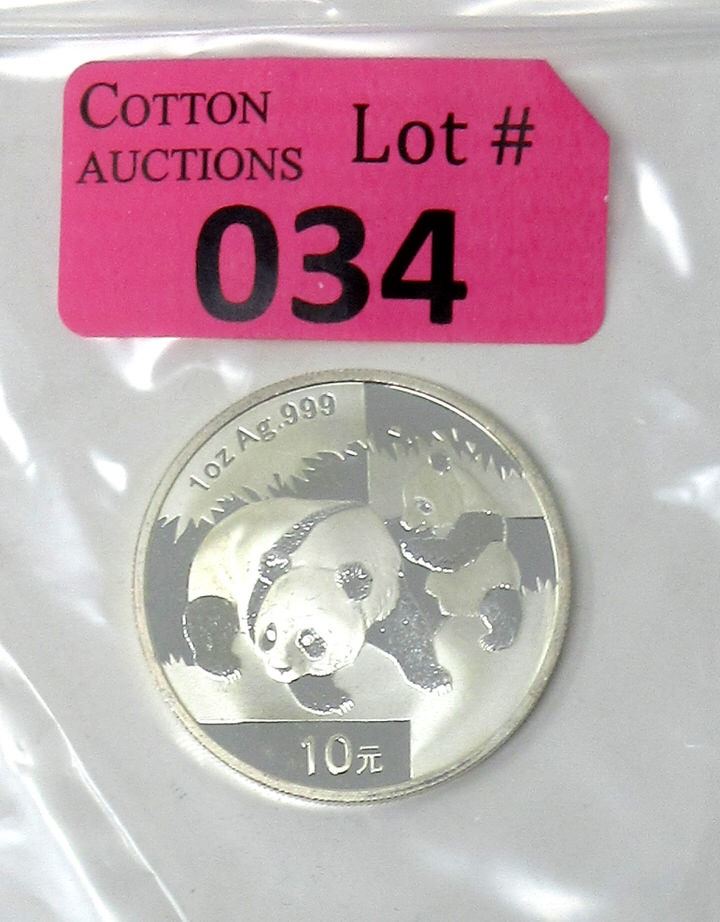 COTTON
AUCTIONS
Lot #
034
1oz Ag.999
10元